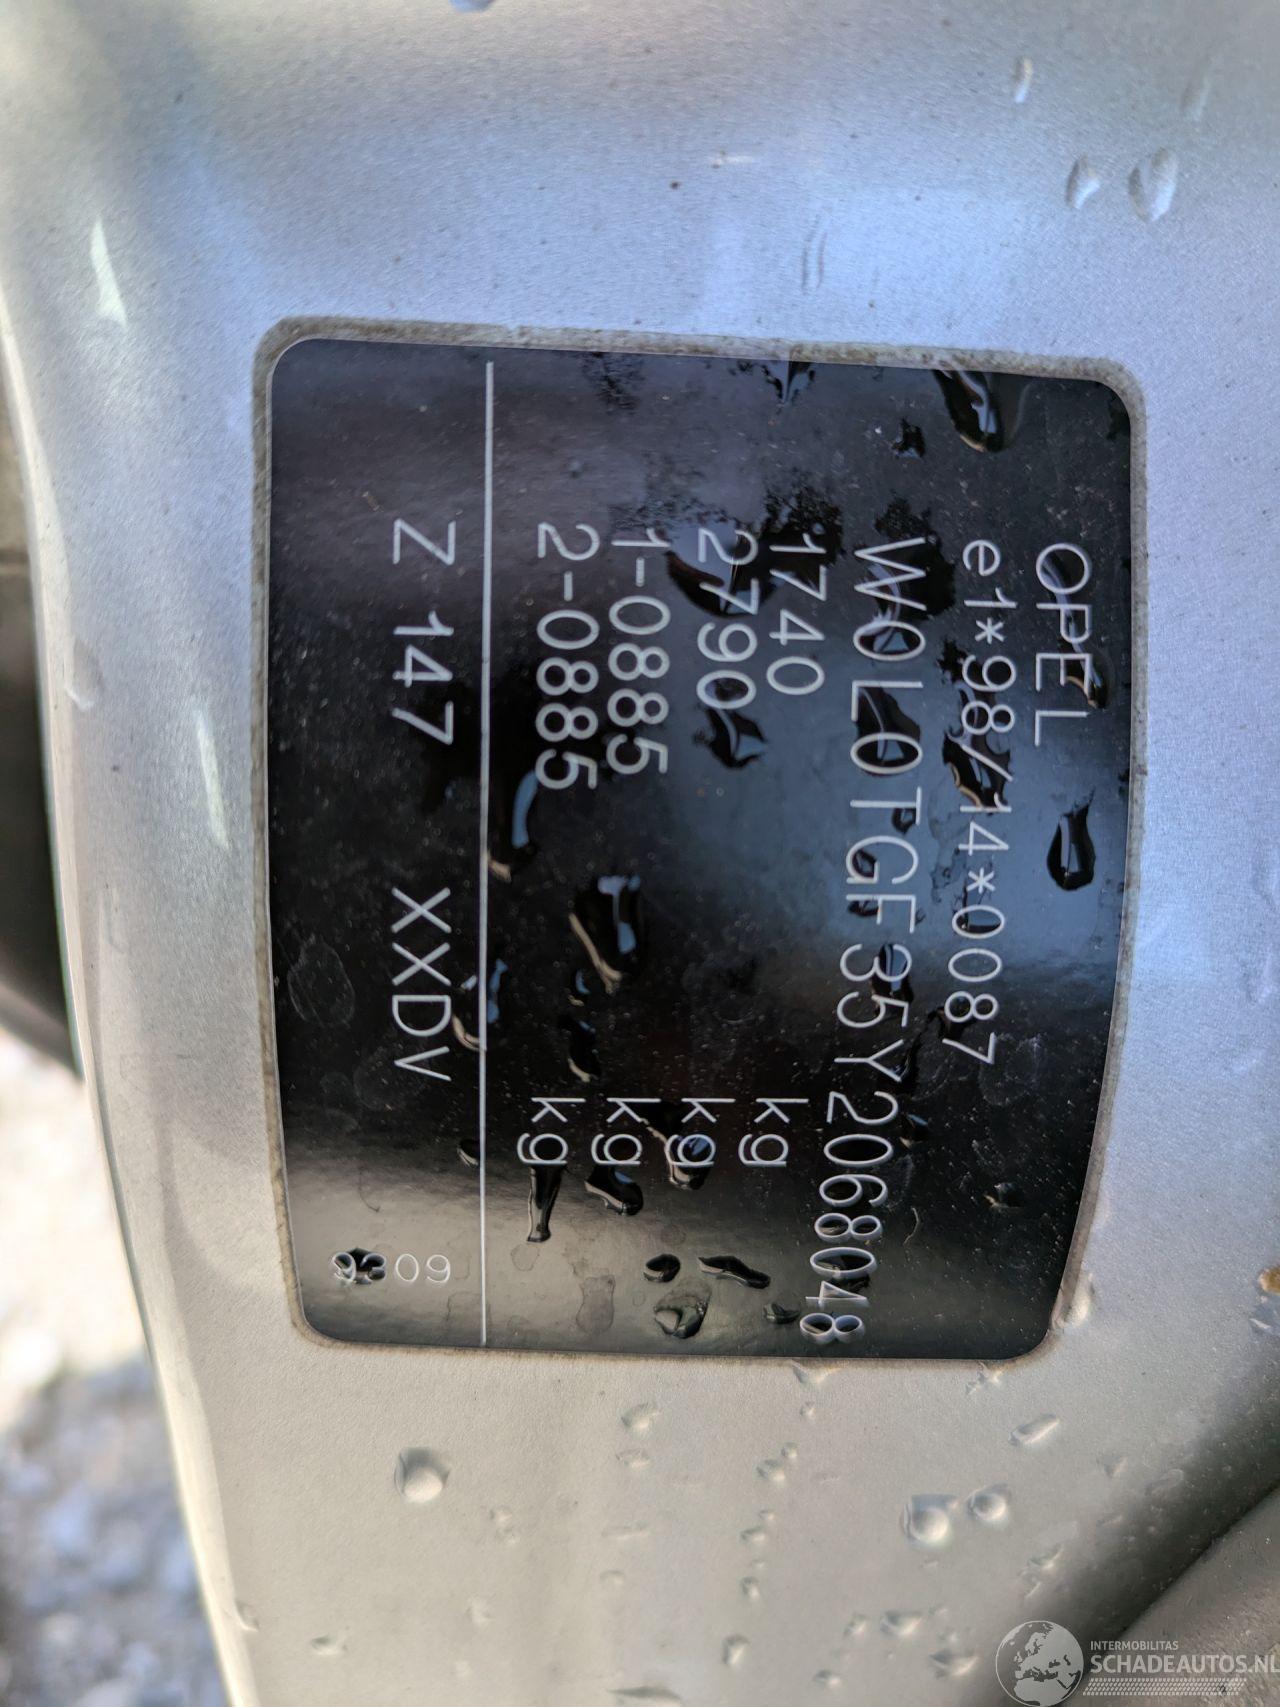 OPEL
e1*98/14*0087
W0L0TGF35Y2068048
1740 kg
2790 kg
1-0885 kg
2-0885 kg
Z 147 XXDV
9309
INTERMOBILITAS
SCHADEAUTOS.NL